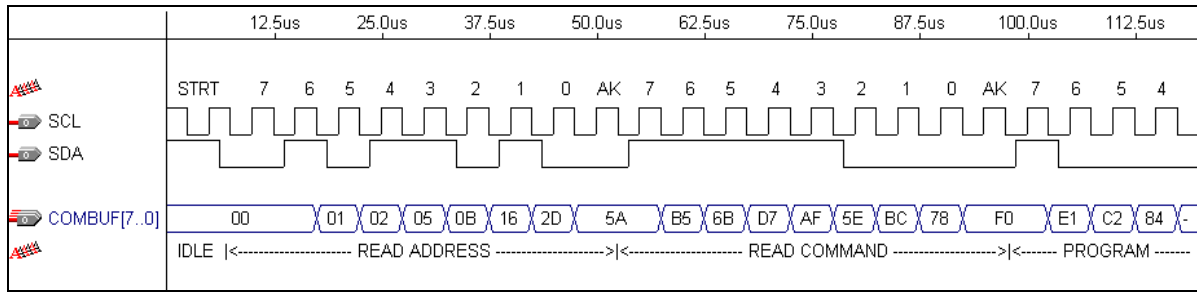 12.5us 25.0us 37.5us 50.0us 62.5us 75.0us 87.5us 100.0us 112.5us
STRT 7 6 5 4 3 2 1 0 AK 7 6 5 4 3 2 1 0 AK 7 6 5 4
SCL
SDA
COMBUF[7..0] 00 01 02 05 0B 16 2D 5A B5 6B D7 AF 5E BC 78 F0 E1 C2 84 -
IDLE |<--------------------- READ ADDRESS ------------------>|<------------------- READ COMMAND ------------------>|<------- PROGRAM -------